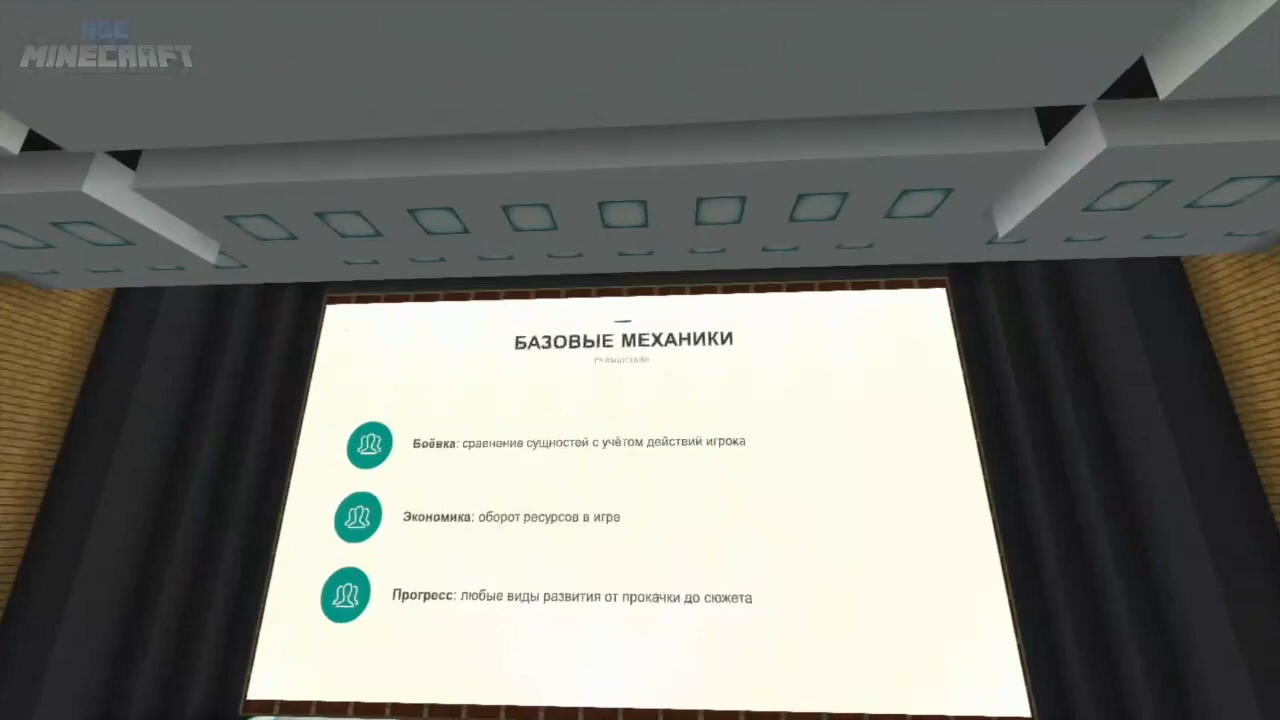 MINECRAFT
БАЗОВЫЕ МЕХАНИКИ
Боёвка: сравнение сущностей с учётом действий игрока
Экономика: оборот ресурсов в игре
Прогресс: любые виды развития от прокачки до сюжета